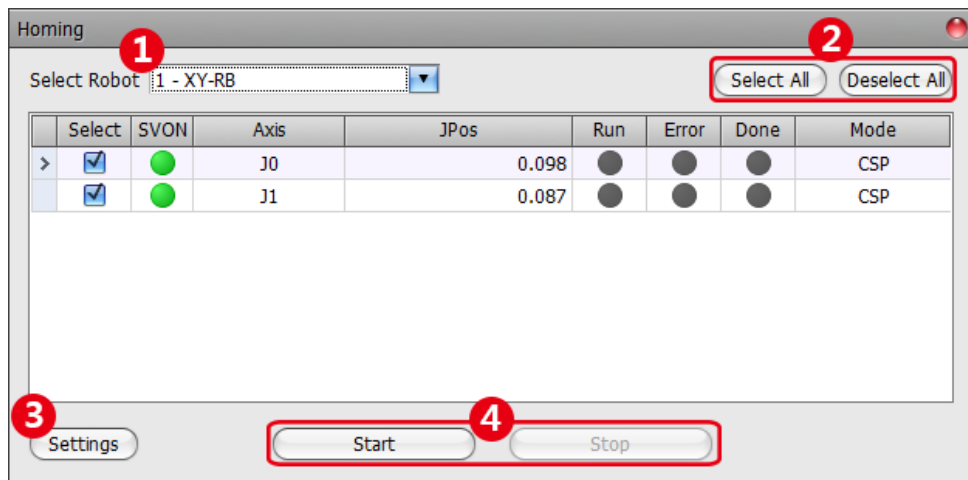 Homing
1 2
Select Robot 1 - XY-RB Select All Deselect All
Select SVON Axis JPos Run Error Done Mode
> J0 0.098 CSP
J1 0.087 CSP
3 4
Settings Start Stop